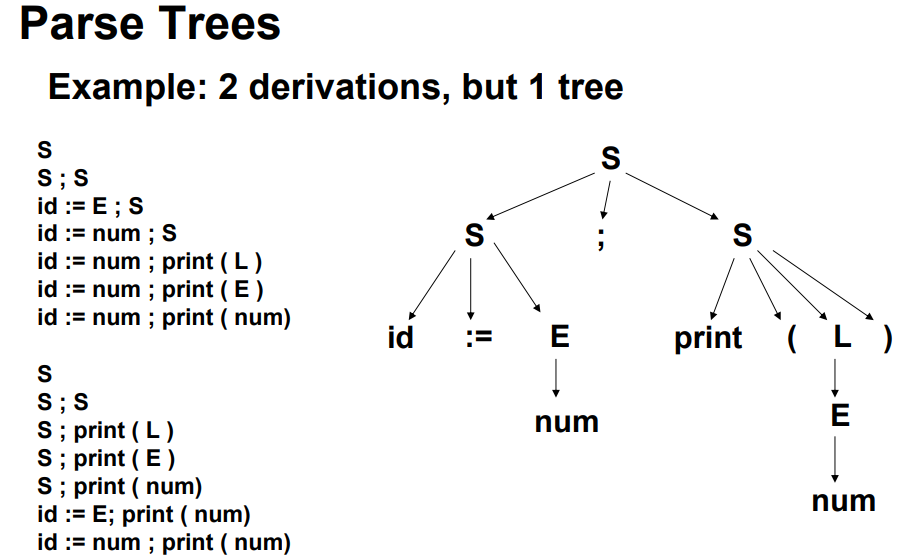 Parse Trees
Example: 2 derivations, but 1 tree
S
S ; S
id := E ; S
id := num ; S
id := num ; print ( L )
id := num ; print ( E )
id := num ; print ( num)
S
S ; S
S ; print ( L )
S ; print ( E )
S ; print ( num)
id := E; print ( num)
id := num ; print ( num)
S
S ; S
id := E print ( L )
num E
num